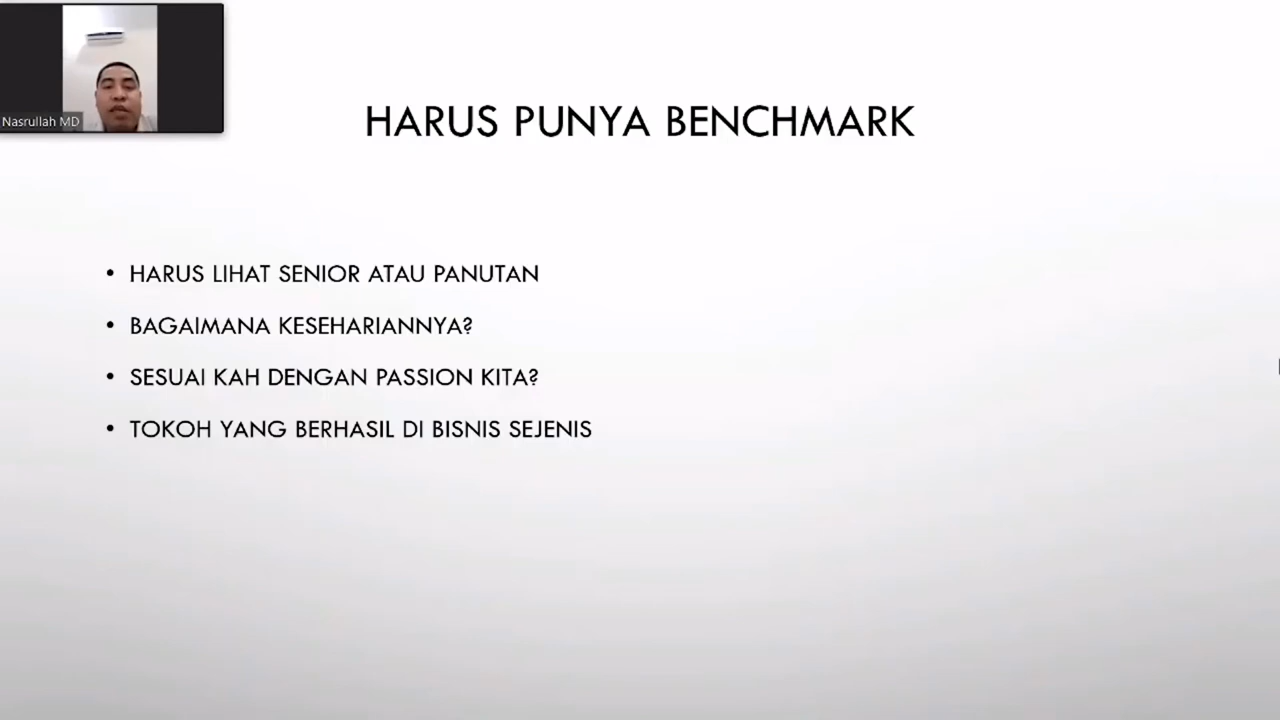 Nasrullah MD
HARUS PUNYA BENCHMARK
• HARUS LIHAT SENIOR ATAU PANUTAN
• BAGAIMANA KESEHARIANNYA?
• SESUAI KAH DENGAN PASSION KITA?
• TOKOH YANG BERHASIL DI BISNIS SEJENIS